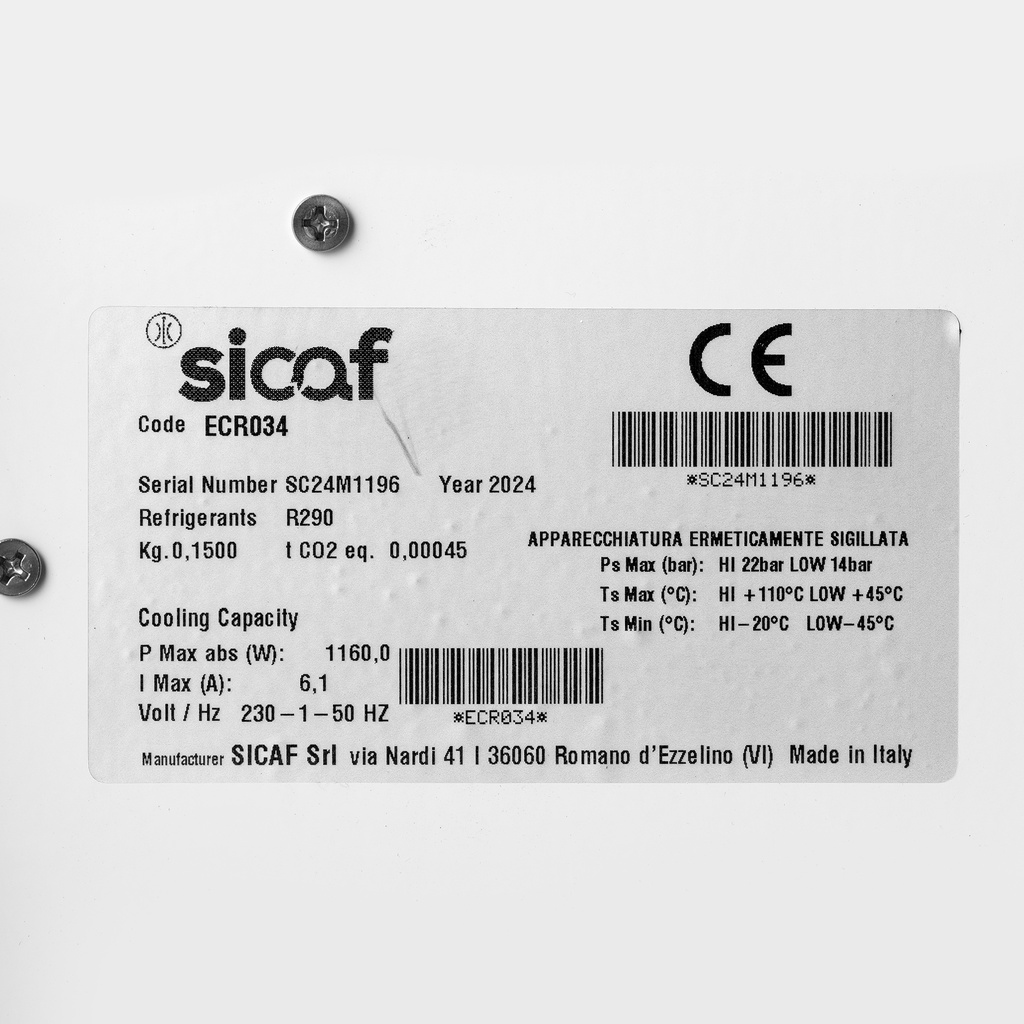 sicaf
CE
Code ECR034
*SC24M1196*
Serial Number SC24M1196 Year 2024
Refrigerants R290
Kg.0,1500 t CO2 eq. 0,00045
APPARECCHIATURA ERMETICAMENTE SIGILLATA
Ps Max (bar): HI 22bar LOW 14bar
Ts Max (°C): HI +110°C LOW +45°C
Ts Min (°C): HI–20°C LOW–45°C
Cooling Capacity
P Max abs (W): 1160,0
I Max (A): 6,1
Volt / Hz 230–1–50 HZ
*ECR034*
Manufacturer SICAF Srl via Nardi 41 I 36060 Romano d'Ezzelino (VI) Made in Italy